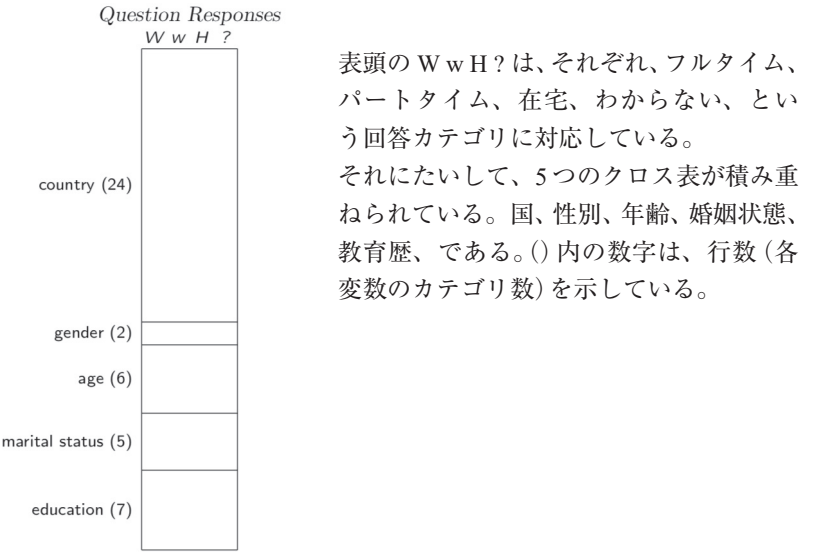 Question Responses
W w H ?
country (24)
gender (2)
age (6)
marital status (5)
education (7)
表頭の W w H ? は、それぞれ、フルタイム、
パートタイム、在宅、わからない、とい
う回答カテゴリに対応している。
それにたいして、5つのクロス表が積み重
ねられている。国、性別、年齢、婚姻状態、
教育歴、である。() 内の数字は、行数 (各
変数のカテゴリ数) を示している。